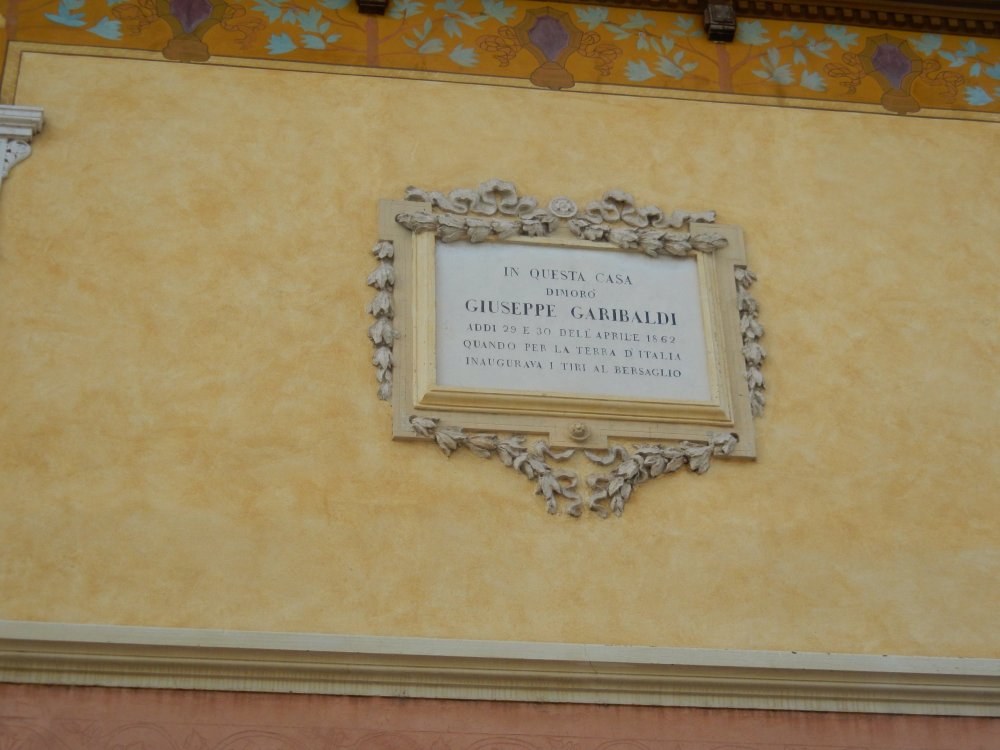 IN QUESTA CASA
DIMORÒ
GIUSEPPE GARIBALDI
ADDI 29 E 30 DELL'APRILE 1862
QUANDO PER LA TERRA D'ITALIA
INAUGURAVA I TIRI AL BERSAGLIO